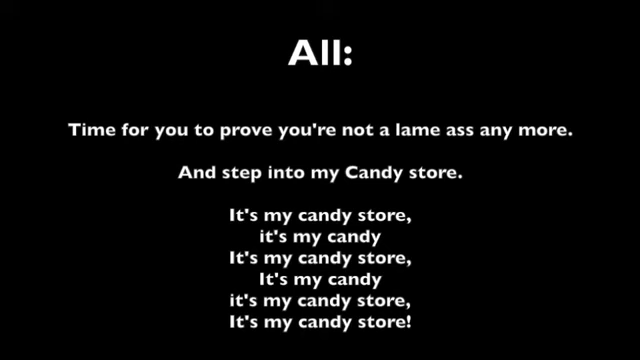 All:
Time for you to prove you're not a lame ass any more.
And step into my Candy store.
It's my candy store,
it's my candy
It's my candy store,
It's my candy
it's my candy store,
It's my candy store!